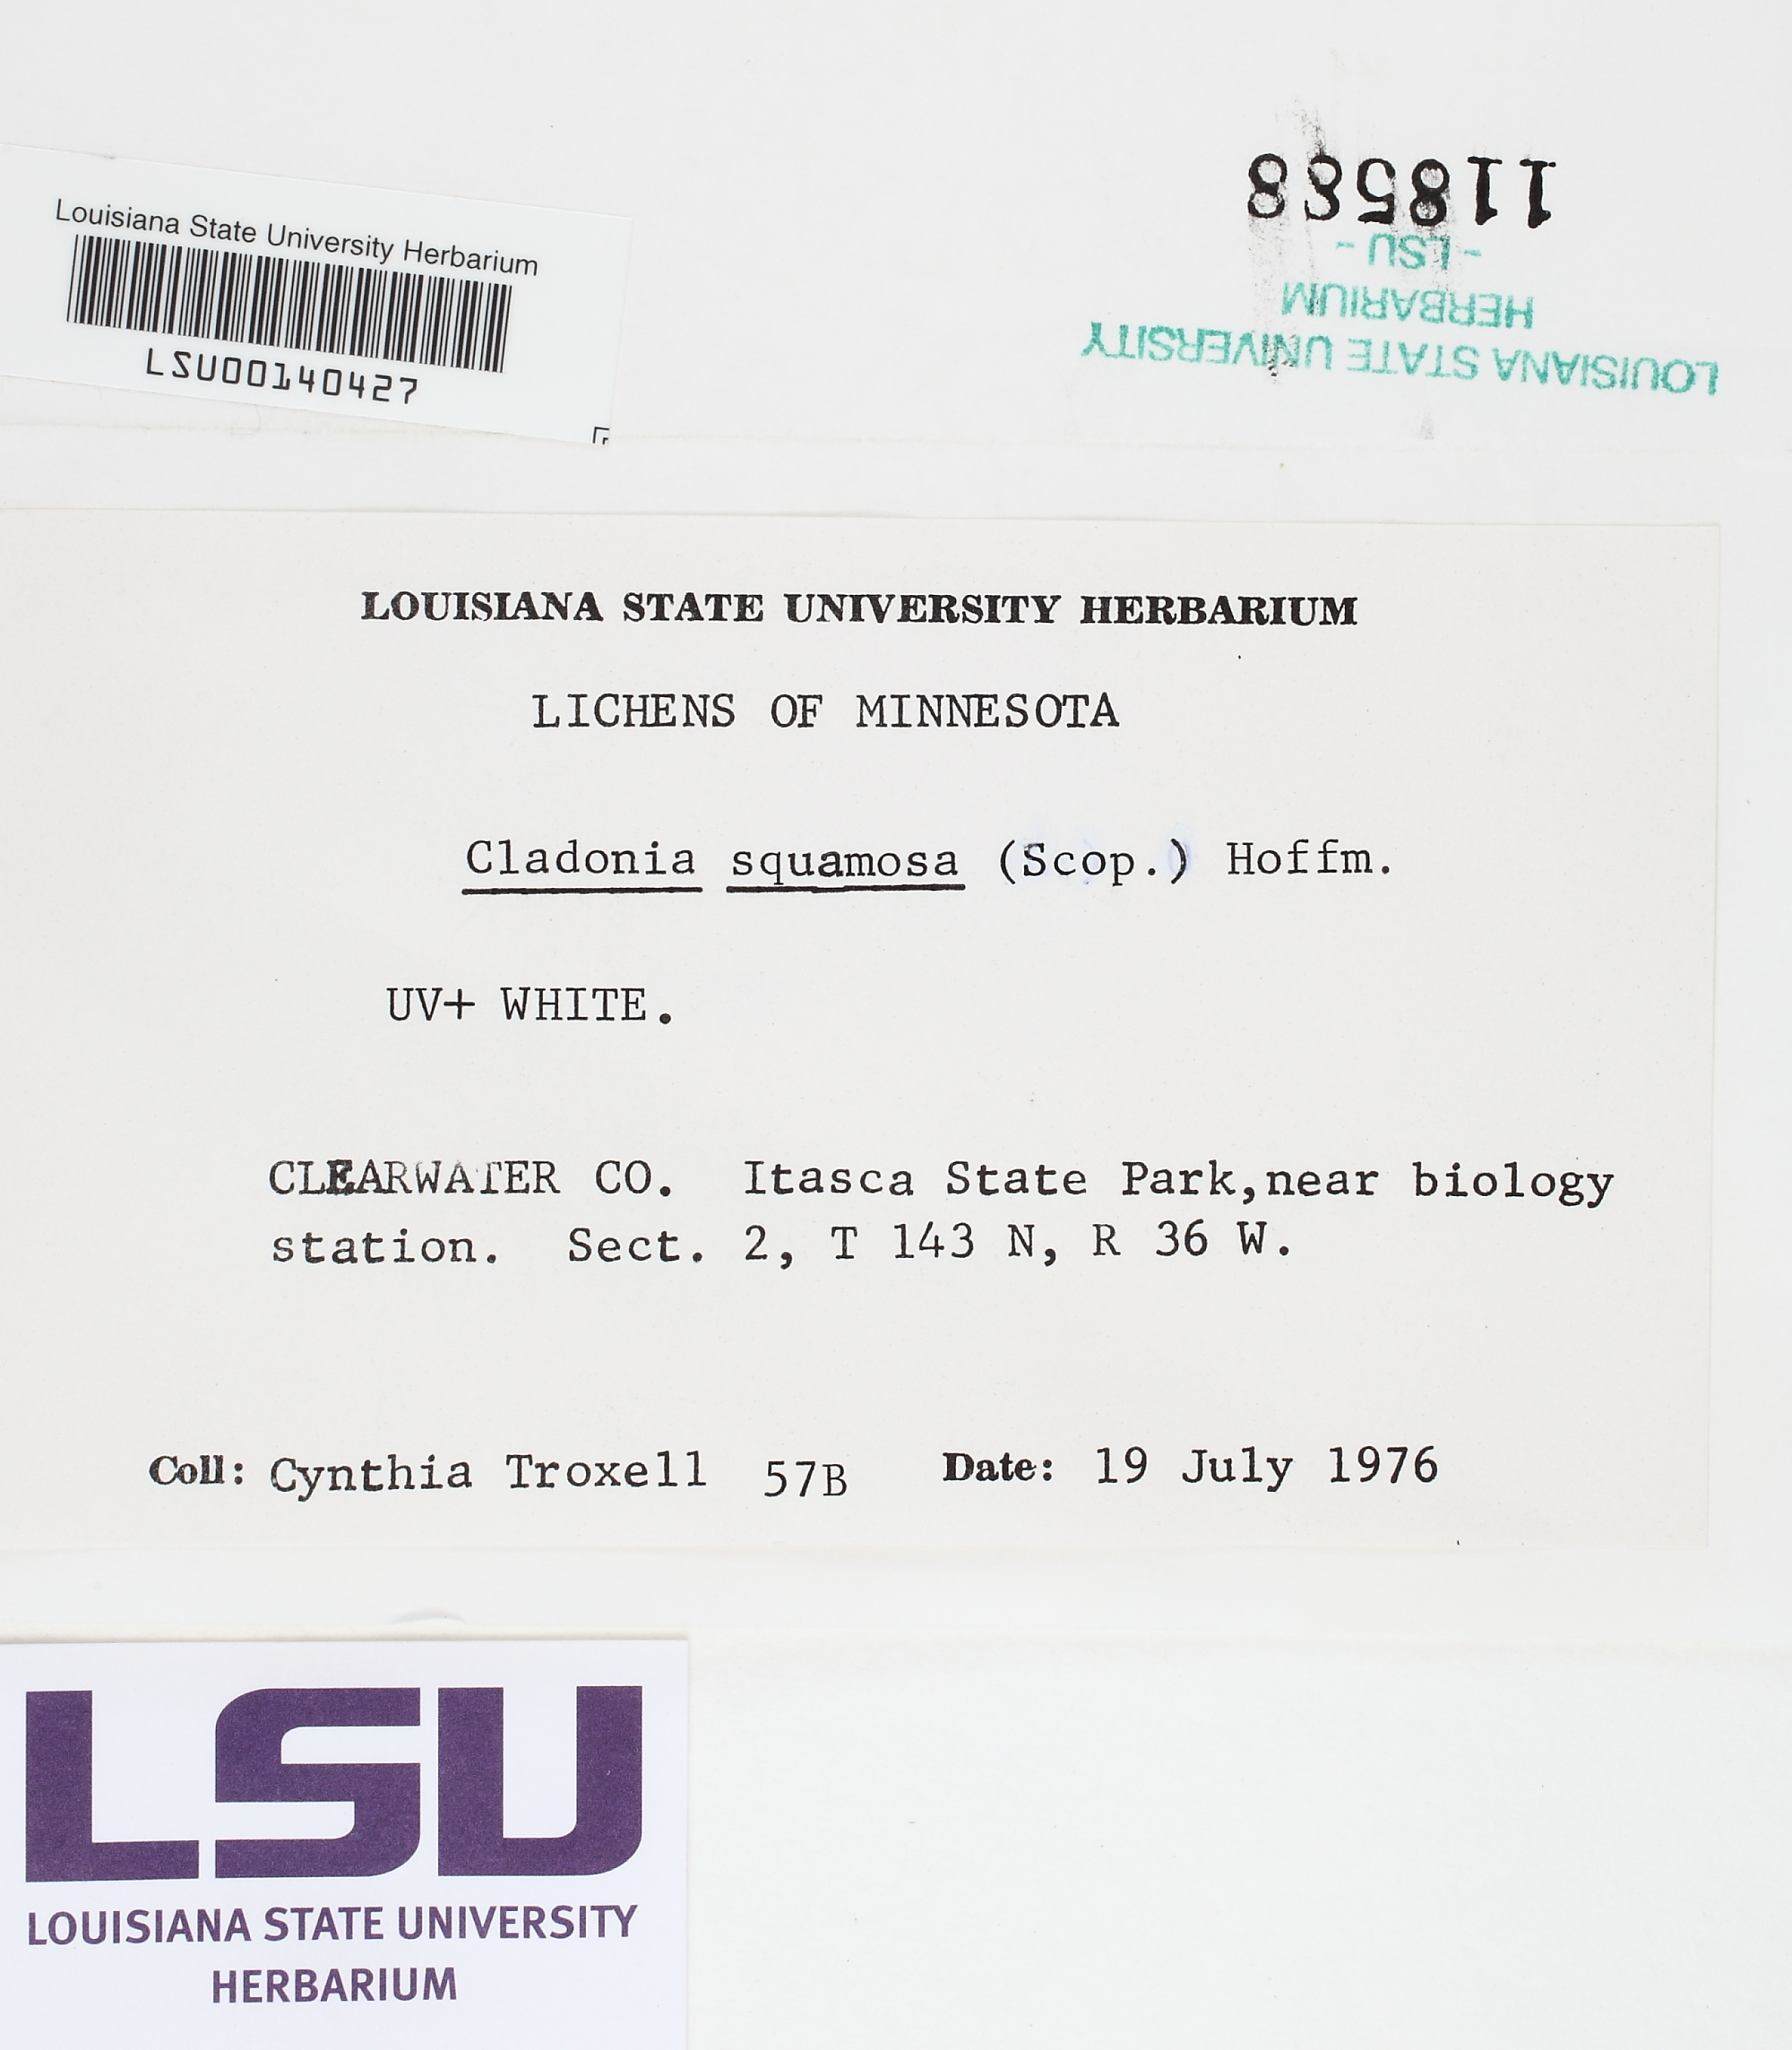 Louisiana State University Herbarium
LSU00140427
LOUISIANA STATE UNIVERSITY
HERBARIUM
- LSU -
118588
LOUISIANA STATE UNIVERSITY HERBARIUM
LICHENS OF MINNESOTA
Cladonia squamosa (Scop.) Hoffm.
UV+ WHITE.
CLEARWATER CO. Itasca State Park,near biology
station. Sect. 2, T 143 N, R 36 W.
Coll: Cynthia Troxell 57B Date: 19 July 1976
LSU
LOUISIANA STATE UNIVERSITY
HERBARIUM